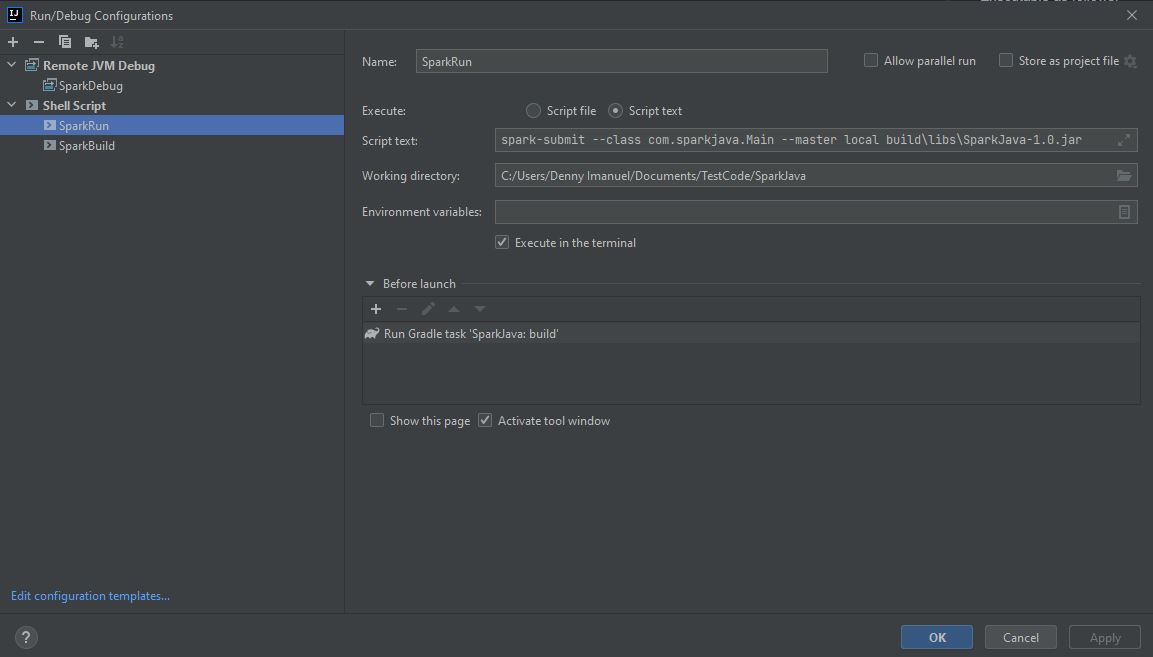 Run/Debug Configurations
Remote JVM Debug
SparkDebug
Shell Script
SparkRun
SparkBuild
Edit configuration templates...
Name: SparkRun
Allow parallel run
Store as project file
Execute: Script file Script text
Script text: spark-submit --class com.sparkjava.Main --master local build\libs\SparkJava-1.0.jar
Working directory: C:/Users/Denny Imanuel/Documents/TestCode/SparkJava
Environment variables:
Execute in the terminal
Before launch
Run Gradle task 'SparkJava: build'
Show this page Activate tool window
? OK Cancel Apply